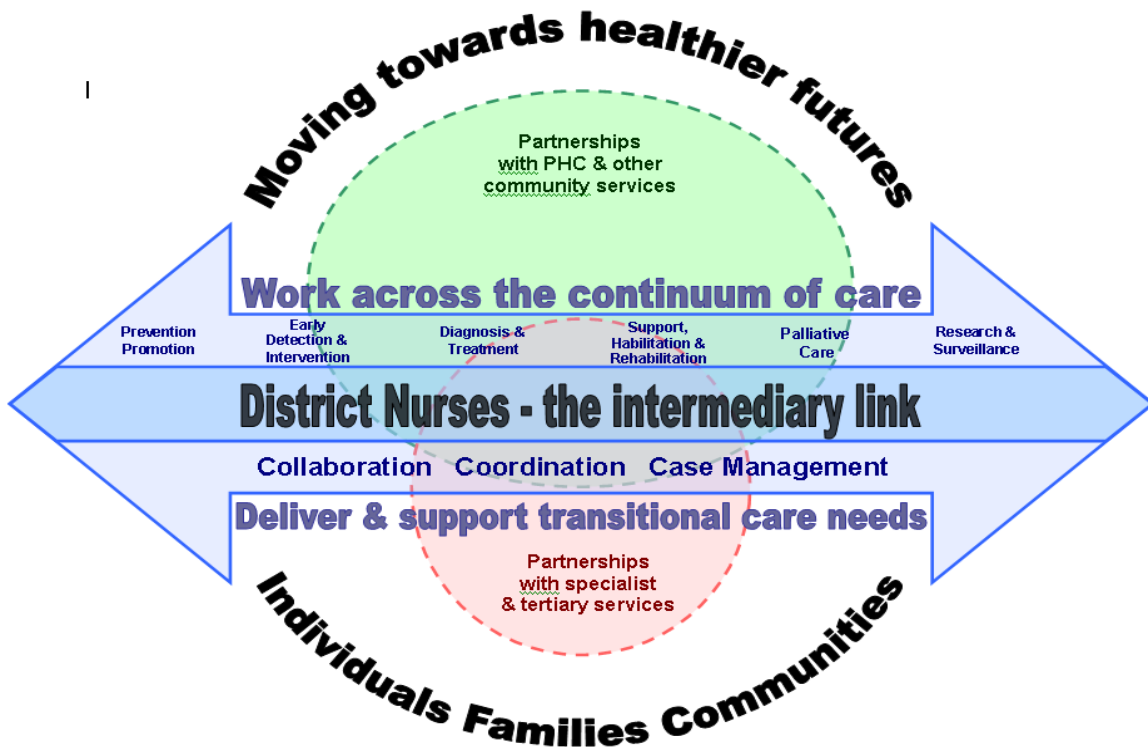 Moving towards healthier futures
Partnerships
with PHC & other
community services
Work across the continuum of care
Prevention
Promotion
Early
Detection &
Intervention
Diagnosis &
Treatment
Support,
Habilitation &
Rehabilitation
Palliative
Care
Research &
Surveillance
District Nurses - the intermediary link
Collaboration Coordination Case Management
Deliver & support transitional care needs
Partnerships
with specialist
& tertiary services
Individuals Families Communities